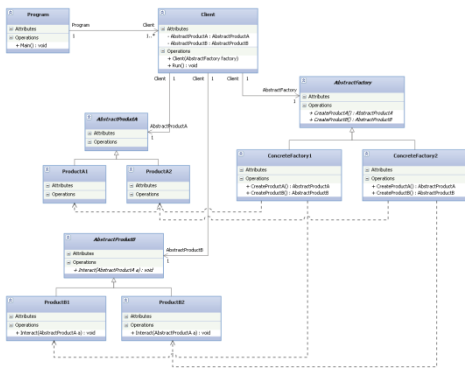 Program
Attributes
Operations
+ Main() : void
Program
1
Client
1..*
Client
Attributes
- AbstractProductA : AbstractProductA
- AbstractProductB : AbstractProductB
Operations
+ Client(AbstractFactory factory)
+ Run() : void
Client 1
Client 1
Client 1
AbstractFactory
1
AbstractFactory
Attributes
Operations
+ CreateProductA() : AbstractProductA
+ CreateProductB() : AbstractProductB
AbstractProductA
Attributes
Operations
AbstractProductA
1
ProductA1
Attributes
Operations
ProductA2
Attributes
Operations
ConcreteFactory1
Attributes
Operations
+ CreateProductA() : AbstractProductA
+ CreateProductB() : AbstractProductB
ConcreteFactory2
Attributes
Operations
+ CreateProductA() : AbstractProductA
+ CreateProductB() : AbstractProductB
AbstractProductB
Attributes
Operations
+ Interact(AbstractProductA a) : void
AbstractProductB
1
ProductB1
Attributes
Operations
+ Interact(AbstractProductA a) : void
ProductB2
Attributes
Operations
+ Interact(AbstractProductA a) : void